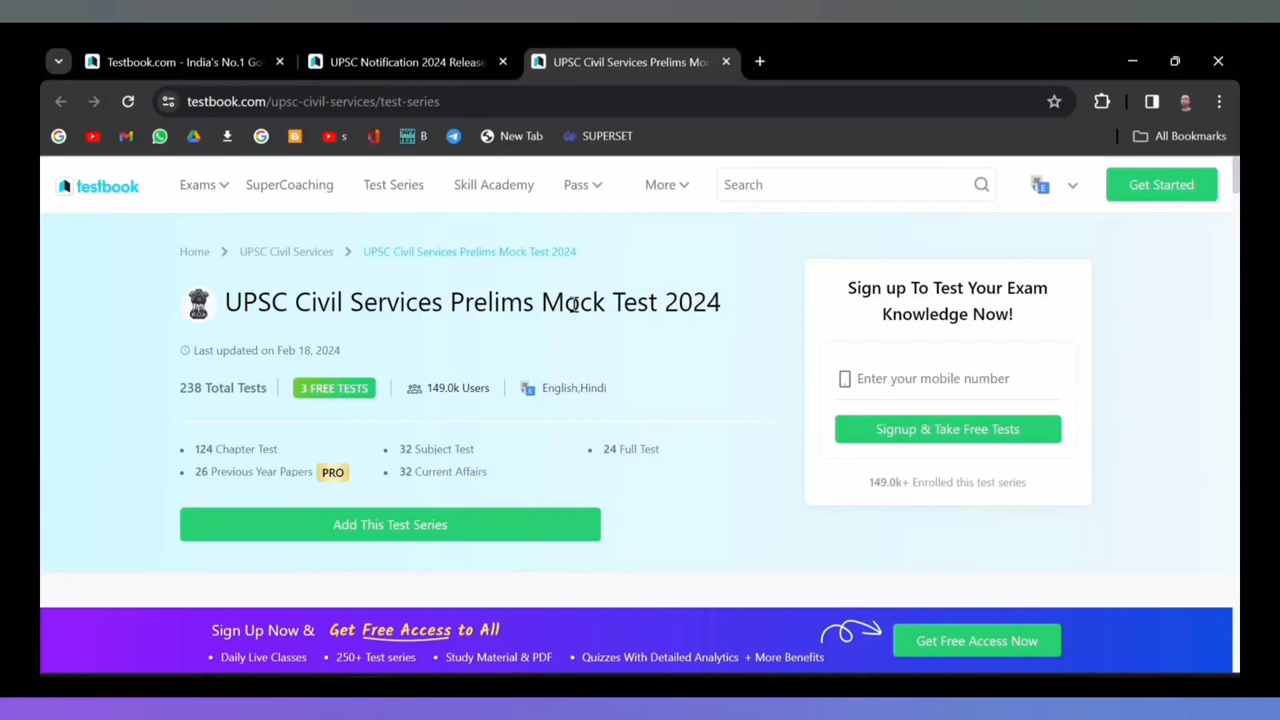 Testbook.com - India's No.1 Go
UPSC Notification 2024 Release
UPSC Civil Services Prelims Mo
testbook.com/upsc-civil-services/test-series
s
B
New Tab
SUPERSET
All Bookmarks
testbook
Exams
SuperCoaching
Test Series
Skill Academy
Pass
More
Search
Get Started
Home
UPSC Civil Services
UPSC Civil Services Prelims Mock Test 2024
UPSC Civil Services Prelims Mock Test 2024
Last updated on Feb 18, 2024
238 Total Tests
3 FREE TESTS
149.0k Users
English,Hindi
124 Chapter Test
32 Subject Test
24 Full Test
26 Previous Year Papers PRO
32 Current Affairs
Add This Test Series
Sign up To Test Your Exam
Knowledge Now!
Enter your mobile number
Signup & Take Free Tests
149.0k+ Enrolled this test series
Sign Up Now & Get Free Access to All
Daily Live Classes
250+ Test series
Study Material & PDF
Quizzes With Detailed Analytics + More Benefits
Get Free Access Now